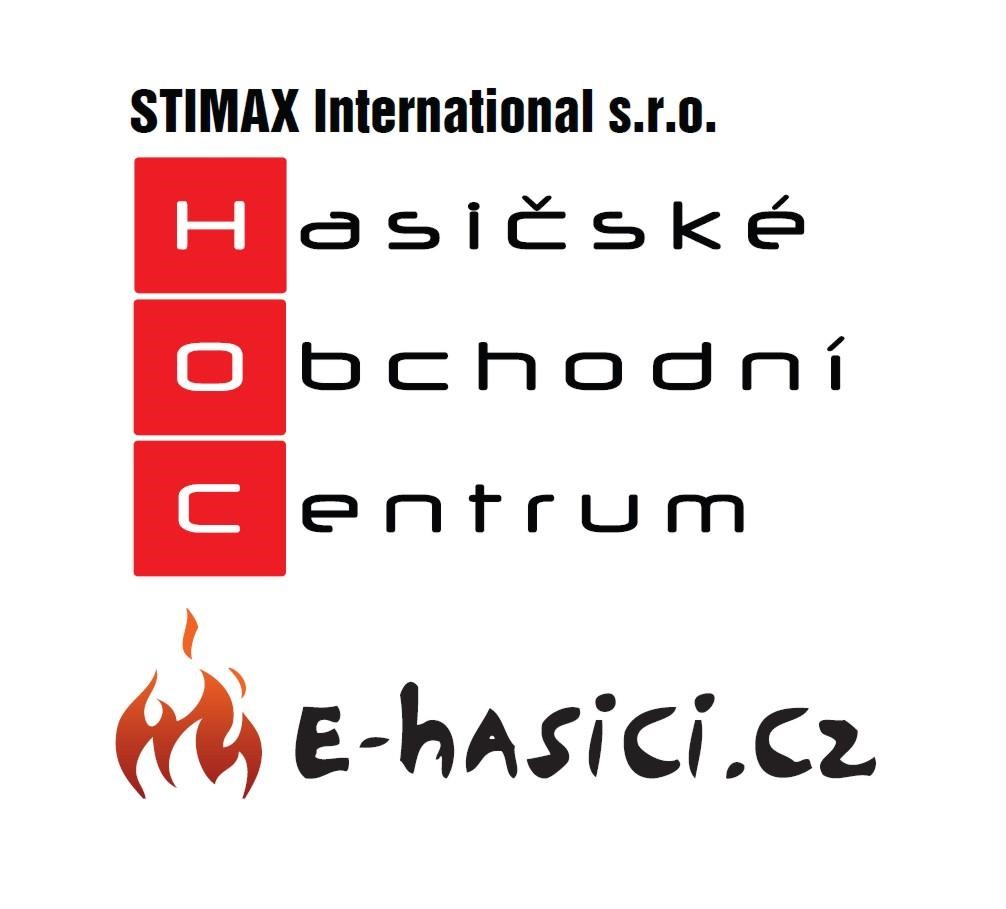 STIMAX International s.r.o.
Hasičské
Obchodní
Centrum
E-hasici.cz